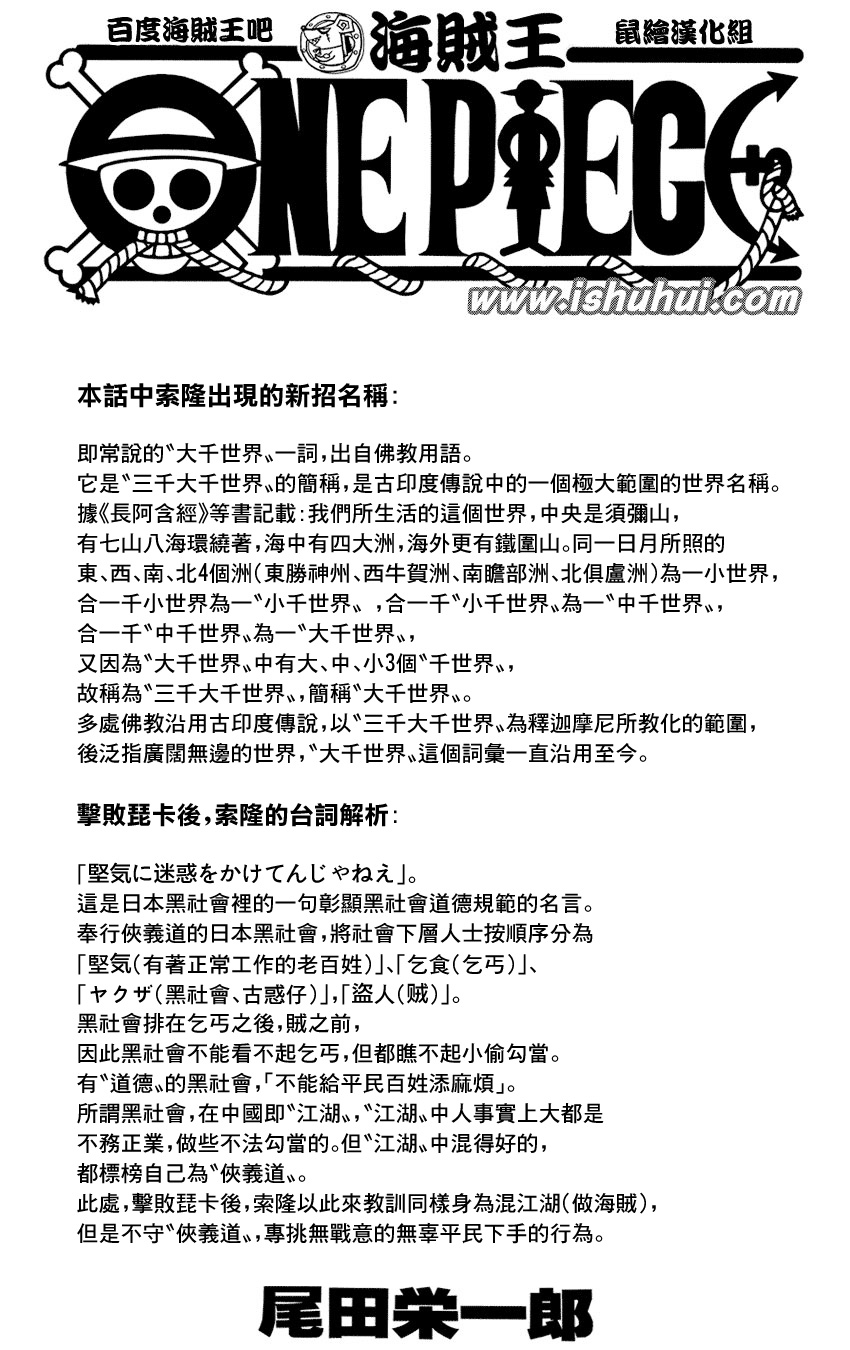 百度海賊王吧
海賊王
鼠繪漢化組
ONE PIECE
www.ishuhui.com
本話中索隆出現的新招名稱：
即常說的〝大千世界〟一詞，出自佛教用語。
它是〝三千大千世界〟的簡稱，是古印度傳說中的一個極大範圍的世界名稱。
據《長阿含經》等書記載：我們所生活的這個世界，中央是須彌山，
有七山八海環繞著，海中有四大洲，海外更有鐵圍山。同一日月所照的
東、西、南、北4個洲（東勝神州、西牛賀洲、南瞻部洲、北俱盧洲）為一小世界，
合一千小世界為一〝小千世界〟，合一千〝小千世界〟為一〝中千世界〟，
合一千〝中千世界〟為一〝大千世界〟，
又因為〝大千世界〟中有大、中、小3個〝千世界〟，
故稱為〝三千大千世界〟，簡稱〝大千世界〟。
多處佛教沿用古印度傳說，以〝三千大千世界〟為釋迦摩尼所教化的範圍，
後泛指廣闊無邊的世界，〝大千世界〟這個詞彙一直沿用至今。
擊敗琵卡後，索隆的台詞解析：
「堅気に迷惑をかけてんじゃねえ」。
這是日本黑社會裡的一句彰顯黑社會道德規範的名言。
奉行俠義道的日本黑社會，將社會下層人士按順序分為
「堅気（有著正常工作的老百姓）」、「乞食（乞丐）」、
「ヤクザ（黑社會、古惑仔）」，「盜人（贼）」。
黑社會排在乞丐之後，賊之前，
因此黑社會不能看不起乞丐，但都瞧不起小偷勾當。
有〝道德〟的黑社會，「不能給平民百姓添麻煩」。
所謂黑社會，在中國即〝江湖〟，〝江湖〟中人事實上大都是
不務正業，做些不法勾當的。但〝江湖〟中混得好的，
都標榜自己為〝俠義道〟。
此處，擊敗琵卡後，索隆以此來教訓同樣身為混江湖（做海賊），
但是不守〝俠義道〟，專挑無戰意的無辜平民下手的行為。
尾田栄一郎